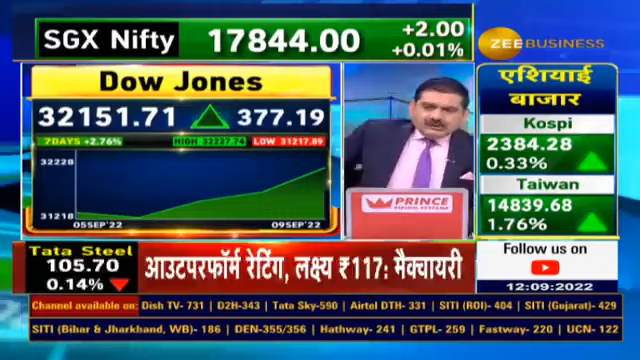 SGX Nifty 17844.00 +2.00 +0.01%
ZEE BUSINESS
Dow Jones
32151.71 377.19
7DAYS +2.76% HIGH 32227.74 LOW 31217.89
32228
31218
05SEP'22 09SEP'22
PRINCE
PIPING SYSTEMS
एशियाई
बाजार
Kospi
2384.28
0.33%
Taiwan
14839.68
1.76%
Tata Steel
105.70
0.14%
आउटपरफॉर्म रेटिंग, लक्ष्य ₹117: मैक्वायरी
Follow us on
12:09:2022
Channel available on: Dish TV- 731 | D2H-343 | Tata Sky-590 | Airtel DTH- 331 | SITI (ROI)- 404 | SITI (Gujarat)- 429
SITI (Bihar & Jharkhand, WB)- 186 | DEN-355/356 | Hathway- 241 | GTPL- 259 | Fastway- 220 | UCN- 122